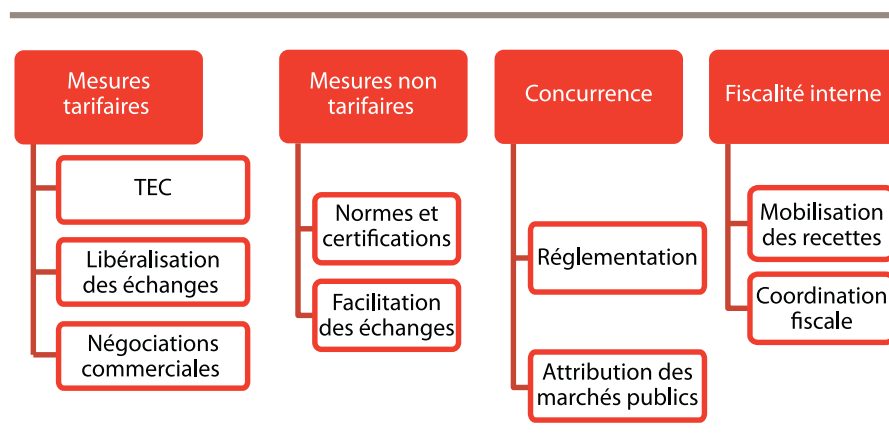 Mesures
tarifaires
TEC
Libéralisation
des échanges
Négociations
commerciales
Mesures non
tarifaires
Normes et
certifications
Facilitation
des échanges
Concurrence
Réglementation
Attribution des
marchés publics
Fiscalité interne
Mobilisation
des recettes
Coordination
fiscale